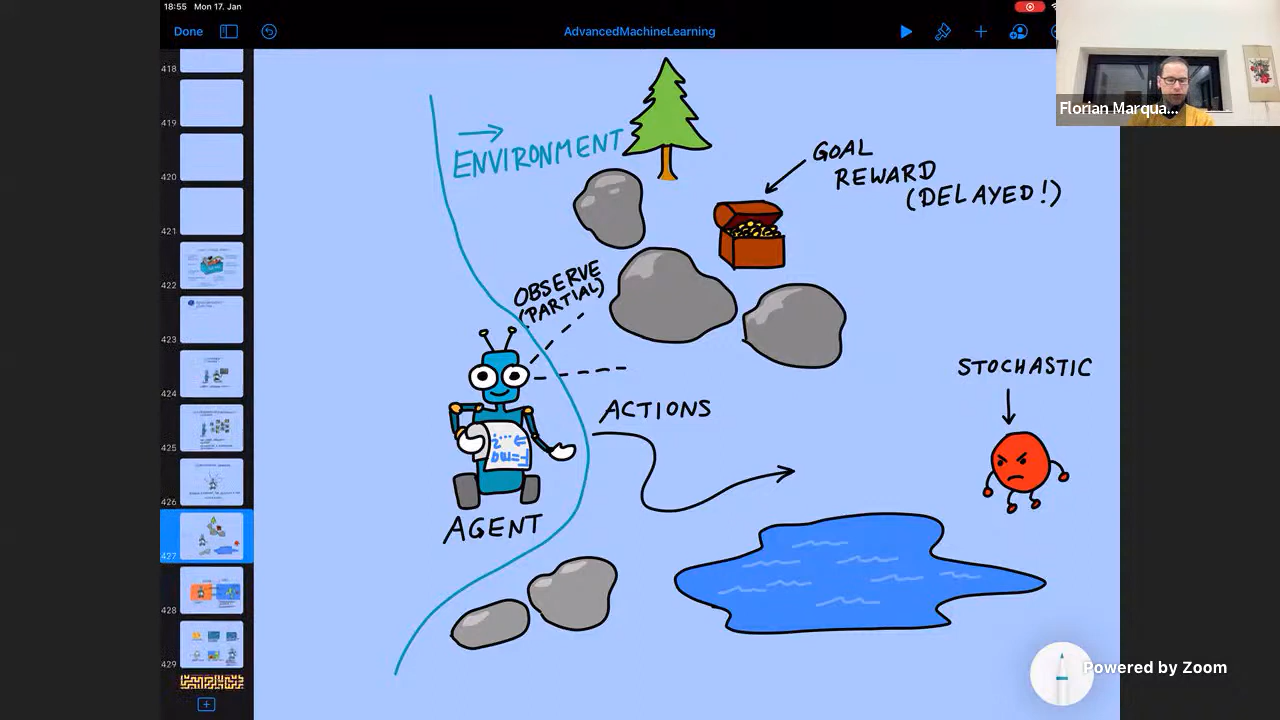 18:55 Mon 17. Jan
Done
AdvancedMachineLearning
Florian Marqua...
418
419
420
421
422
423
424
425
426
427
428
429
ENVIRONMENT
GOAL
REWARD
(DELAYED!)
OBSERVE
(PARTIAL)
STOCHASTIC
ACTIONS
AGENT
F=ma
Powered by Zoom